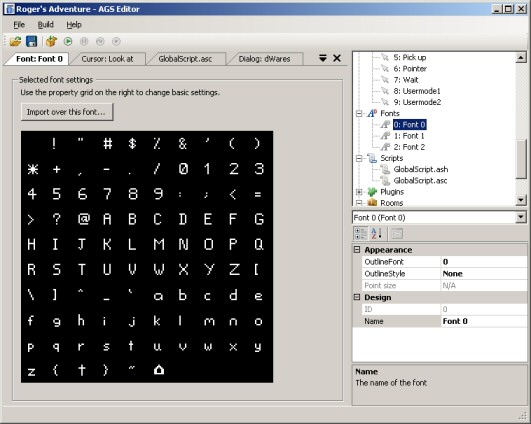 Roger's Adventure - AGS Editor
File Build Help
Font: Font 0
Cursor: Look at
GlobalScript.asc
Dialog: dWares
Selected font settings
Use the property grid on the right to change basic settings.
Import over this font...
! " # $ % & ' ( )
* + , - . / 0 1 2 3
4 5 6 7 8 9 : ; < =
> ? @ A B C D E F G
H I J K L M N O P Q
R S T U V W X Y Z [
\ ] ^ _ ` a b c d e
f g h i j k l m n o
p q r s t u v w x y
z { † } ~ ⌂
5: Pick up
6: Pointer
7: Wait
8: Usermode1
9: Usermode2
Fonts
0: Font 0
1: Font 1
2: Font 2
Scripts
GlobalScript.ash
GlobalScript.asc
Plugins
Rooms
Font 0 (Font 0)
Appearance
OutlineFont 0
OutlineStyle None
Point size N/A
Design
ID 0
Name Font 0
Name
The name of the font